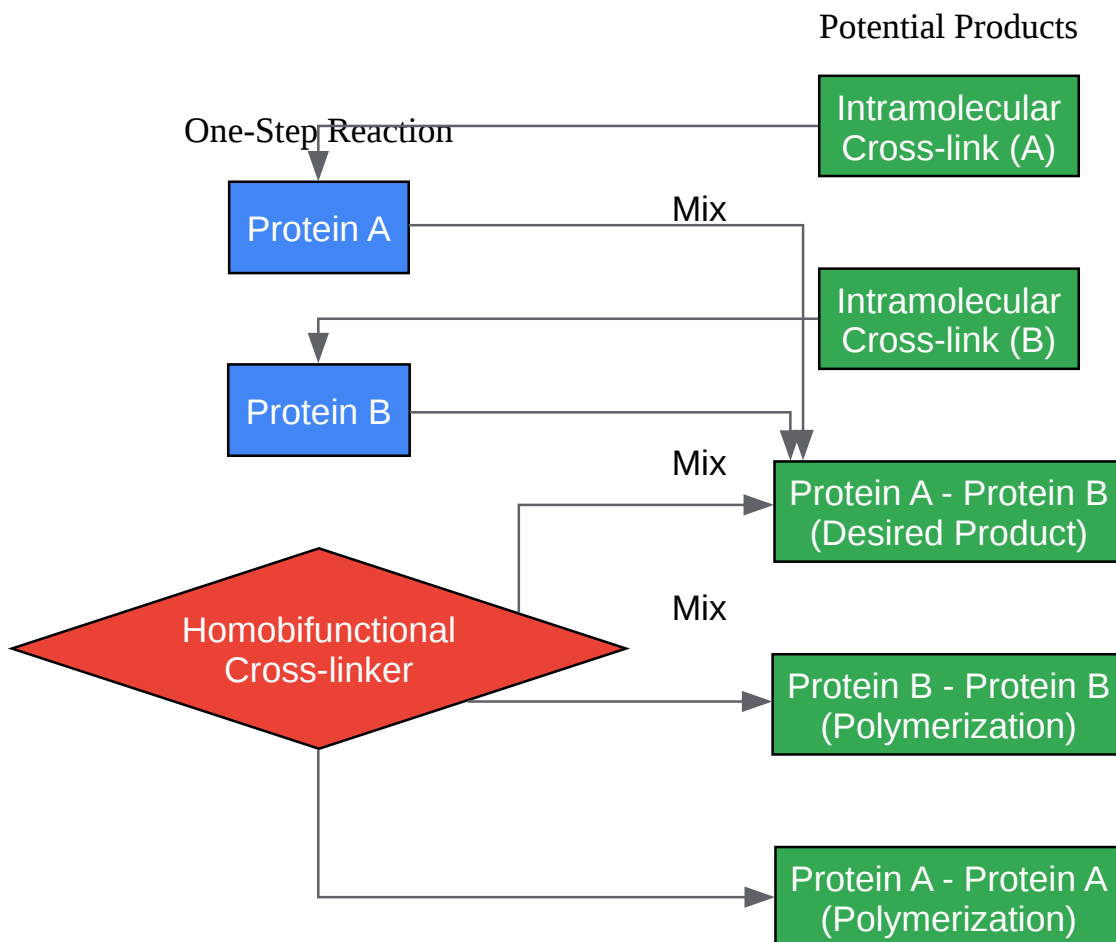 Potential Products
Intramolecular
Cross-link (A)
One-Step Reaction
Protein A
Mix
Intramolecular
Cross-link (B)
Protein B
Mix
Protein A - Protein B
(Desired Product)
Mix
Homobifunctional
Cross-linker
Protein B - Protein B
(Polymerization)
Protein A - Protein A
(Polymerization)